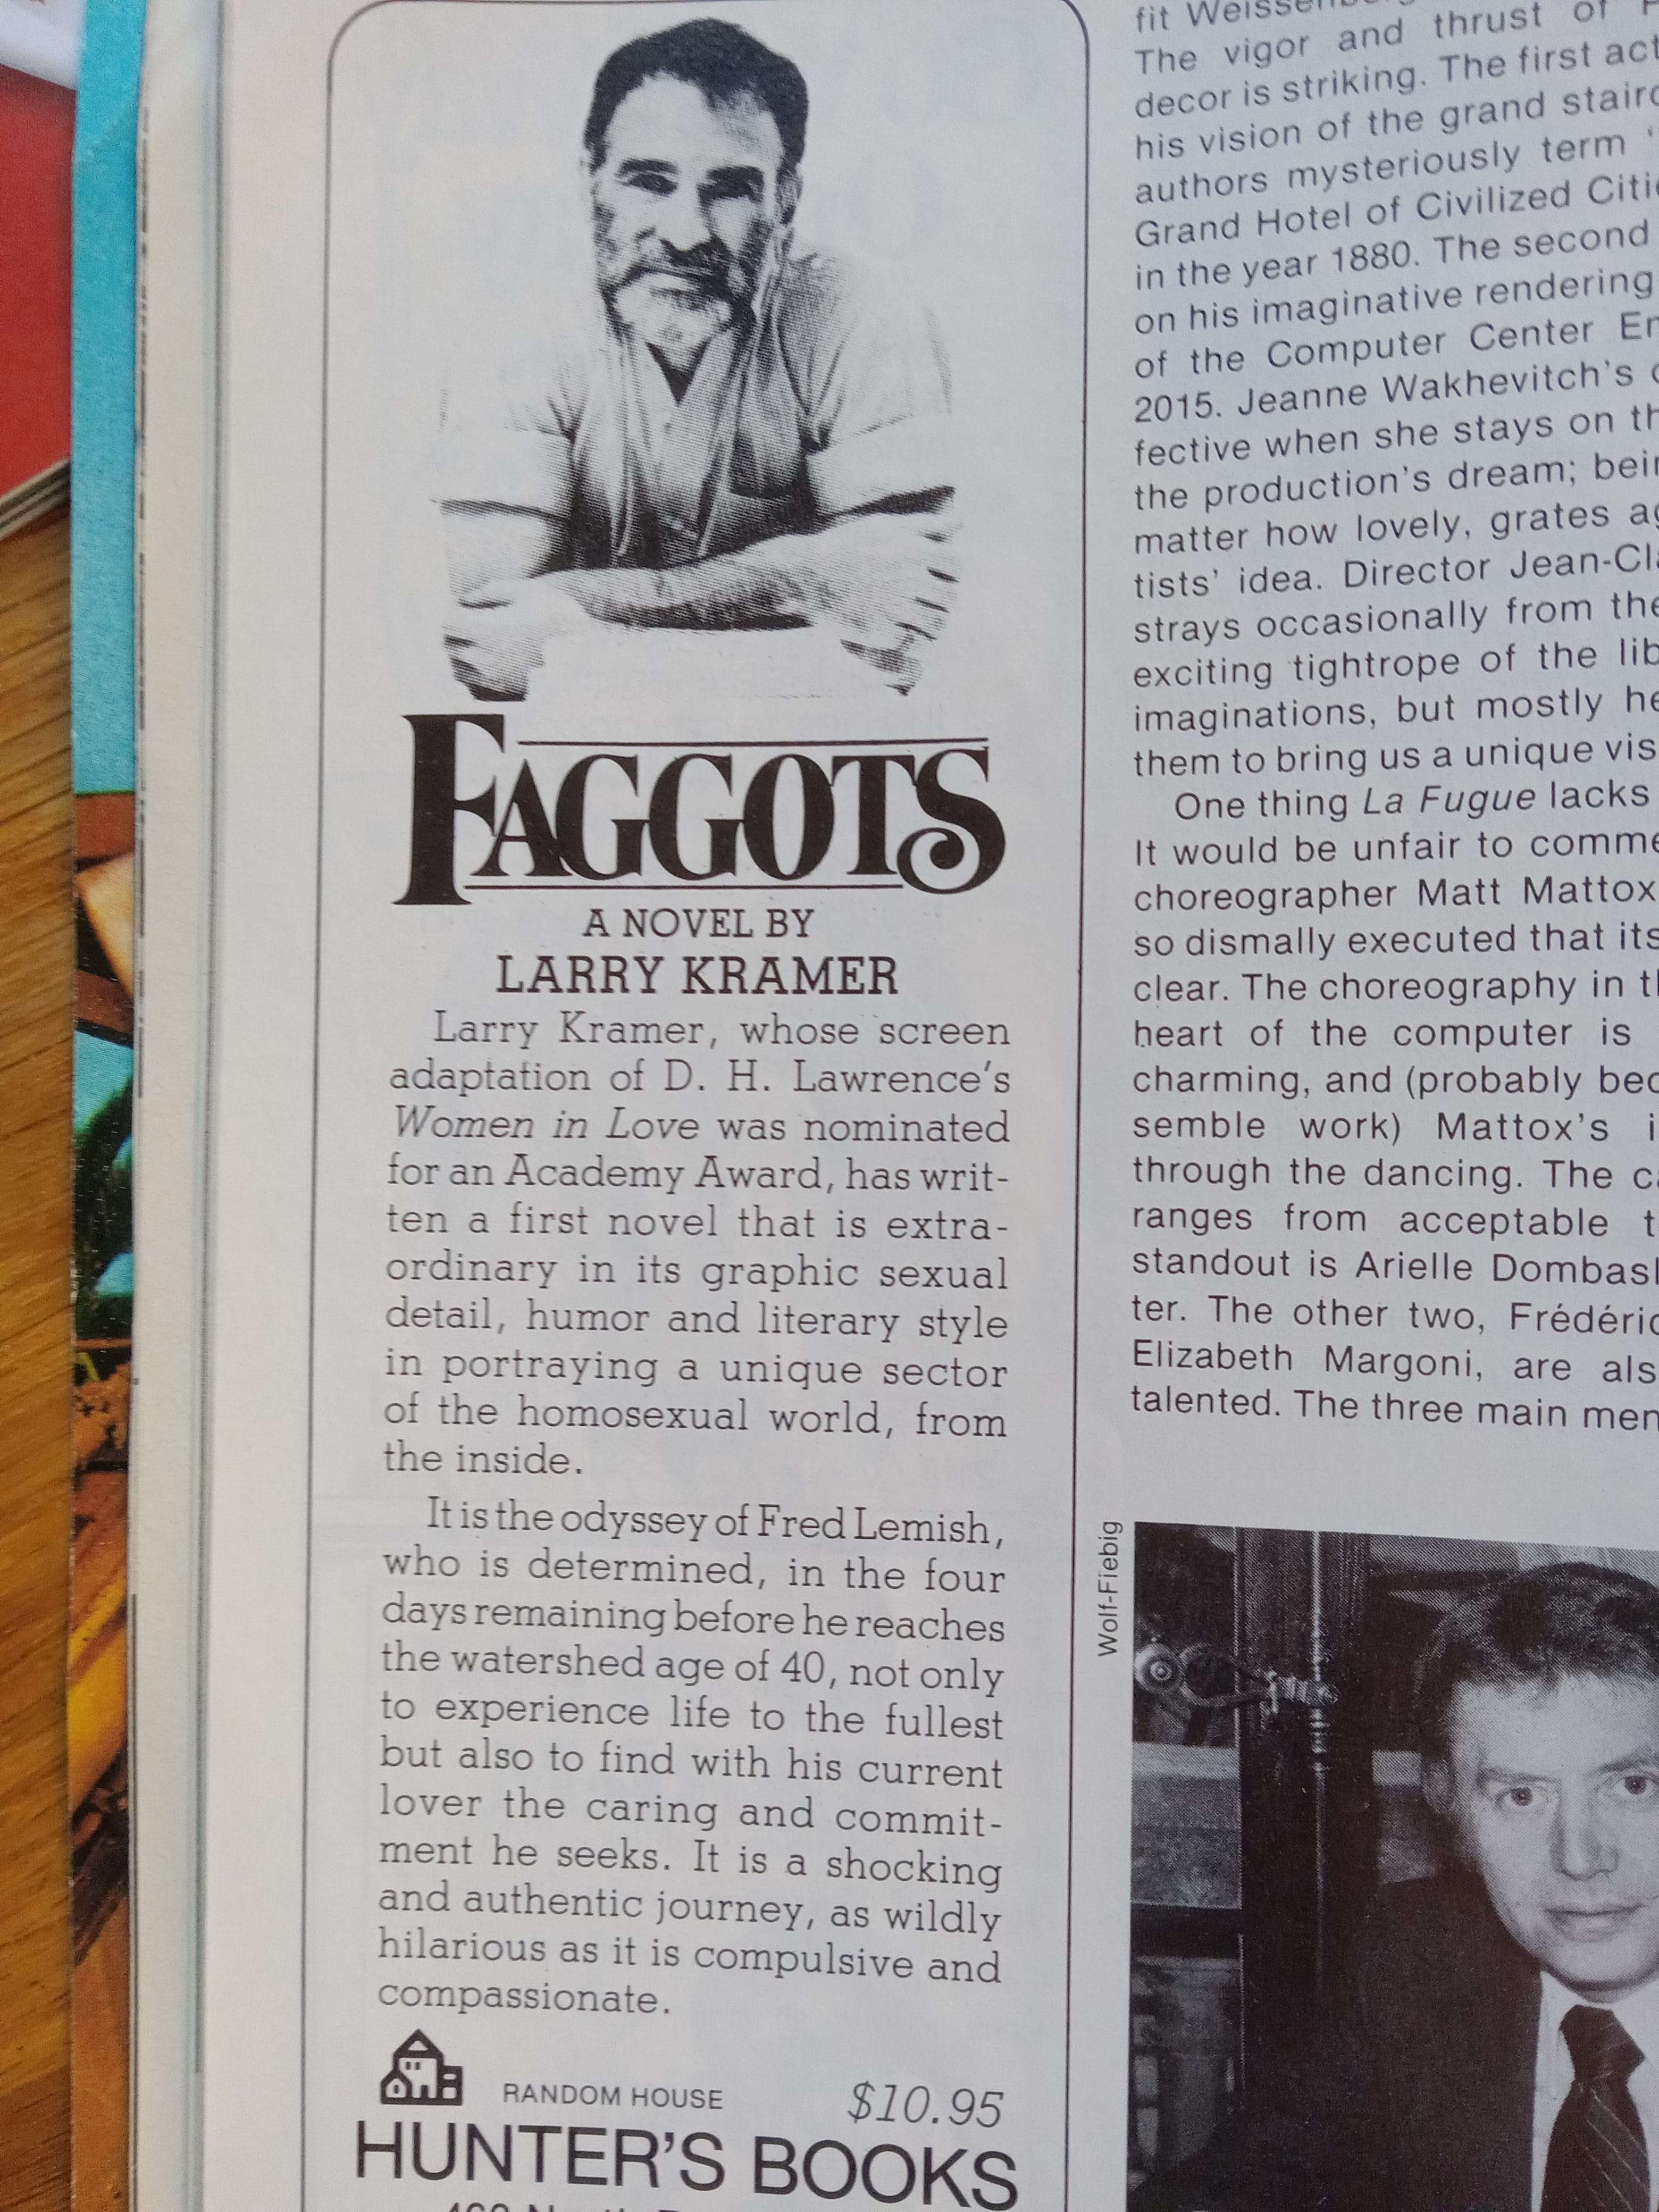 FAGGOTS
A NOVEL BY
LARRY KRAMER
Larry Kramer, whose screen
adaptation of D. H. Lawrence's
Women in Love was nominated
for an Academy Award, has writ-
ten a first novel that is extra-
ordinary in its graphic sexual
detail, humor and literary style
in portraying a unique sector
of the homosexual world, from
the inside.
It is the odyssey of Fred Lemish,
who is determined, in the four
days remaining before he reaches
the watershed age of 40, not only
to experience life to the fullest
but also to find with his current
lover the caring and commit-
ment he seeks. It is a shocking
and authentic journey, as wildly
hilarious as it is compulsive and
compassionate.
RANDOM HOUSE $10.95
HUNTER'S BOOKS
fit
The vigor and thrust of
decor is striking. The first act
his vision of the grand
authors mysteriously term
Grand Hotel of Civilized
in the year 1880. The second
on his imaginative rendering
of the Computer Center
2015. Jeanne Wakhevitch's
fective when she stays on
the production's dream;
matter how lovely, grates
tists' idea. Director
strays occasionally from
exciting tightrope of the
imaginations, but mostly
them to bring us a unique
One thing La Fugue lacks
It would be unfair to
choreographer Matt Mattox
so dismally executed that its
clear. The choreography in
heart of the computer is
charming, and (probably
semble work) Mattox's
through the dancing. The
ranges from acceptable
standout is Arielle
ter. The other two,
Elizabeth Margoni, are
talented. The three main
Wolf-Fiebig